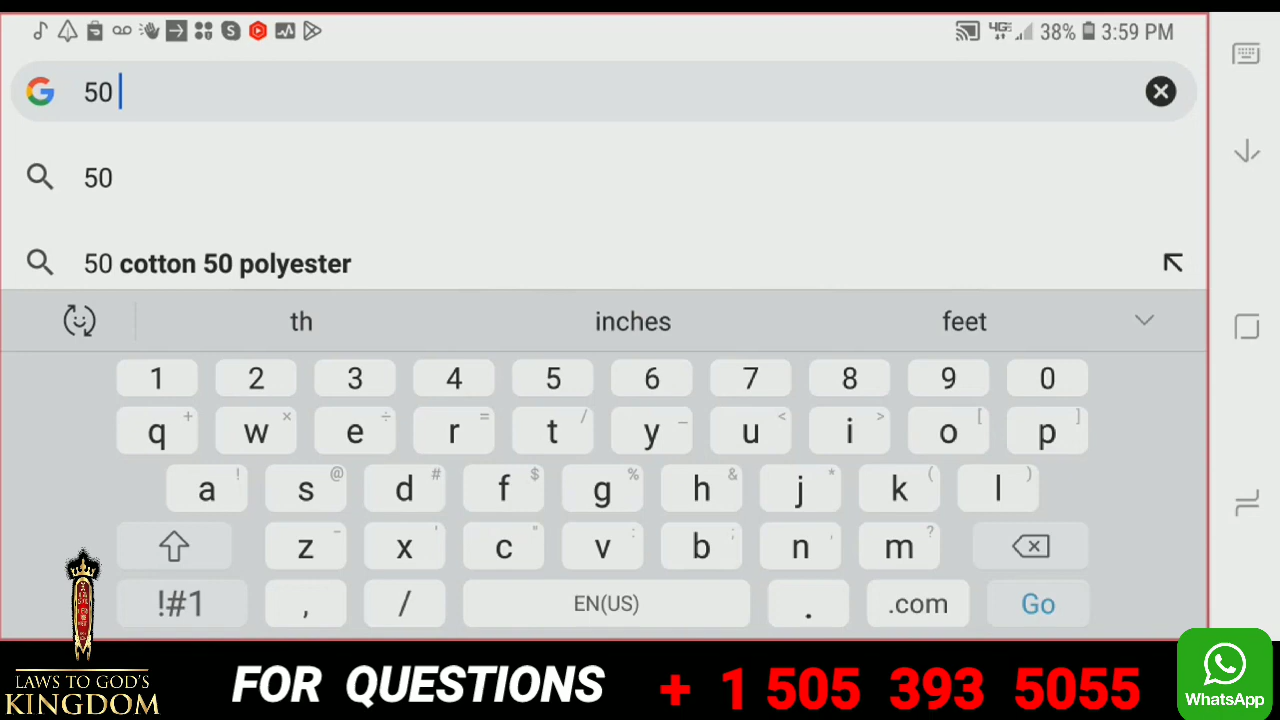 38% 3:59 PM
50
50
50 cotton 50 polyester
th inches feet
1 2 3 4 5 6 7 8 9 0
q + w × e ÷ r = t / y _ u < i > o [ p ]
a ! s @ d # f $ g % h & j * k ( l )
z - x ' c " v : b ; n , m ?
!#1 , / EN(US) . .com Go
LAWS TO GOD'S
KINGDOM
FOR QUESTIONS + 1 505 393 5055
WhatsApp